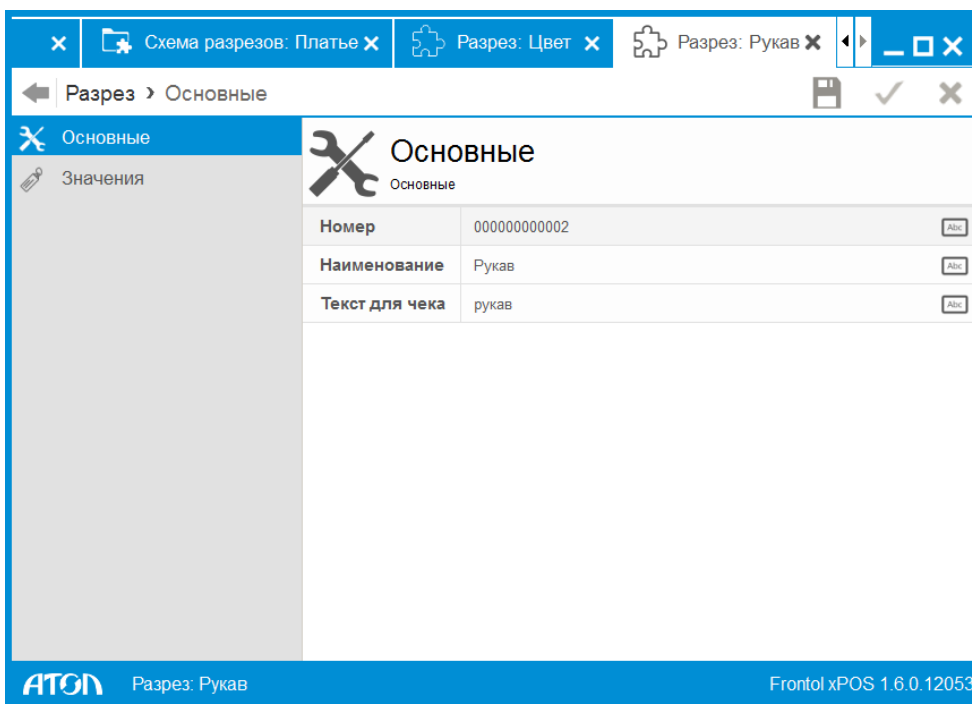 Схема разрезов: Платье
Разрез: Цвет
Разрез: Рукав
Разрез › Основные
Основные
Значения
Основные
Основные
Номер 000000000002 Abc
Наименование Рукав Abc
Текст для чека рукав Abc
АТОЛ Разрез: Рукав Frontol xPOS 1.6.0.12053